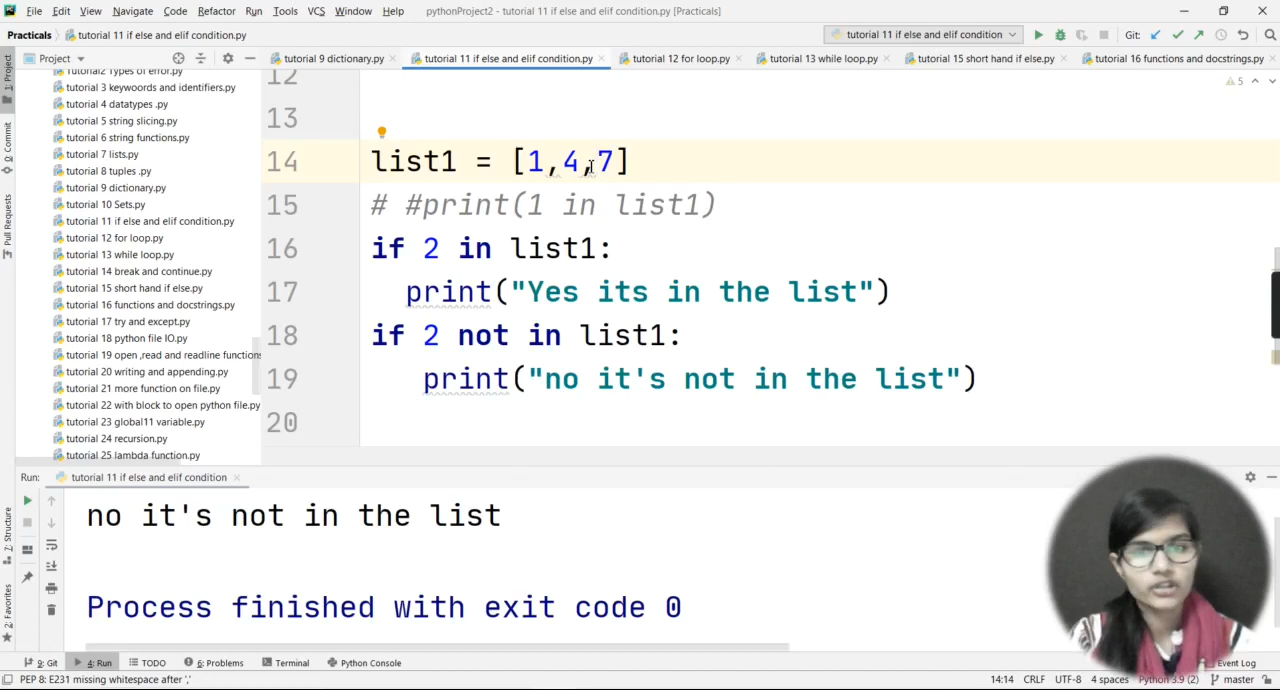 File Edit View Navigate Code Refactor Run Tools VCS Window Help pythonProject2 - tutorial 11 if else and elif condition.py [Practicals]
Practicals tutorial 11 if else and elif condition.py tutorial 11 if else and elif condition Git:
Project tutorial 9 dictionary.py tutorial 11 if else and elif condition.py tutorial 12 for loop.py tutorial 13 while loop.py tutorial 15 short hand if else.py tutorial 16 functions and docstrings.py
1: Project
0: Commit
Pull Requests
Z: Structure
2: Favorites
tutorial2 Types of error.py
tutorial 3 keywoords and identifiers.py
tutorial 4 datatypes .py
tutorial 5 string slicing.py
tutorial 6 string functions.py
tutorial 7 lists.py
tutorial 8 tuples .py
tutorial 9 dictionary.py
tutorial 10 Sets.py
tutorial 11 if else and elif condition.py
tutorial 12 for loop.py
tutorial 13 while loop.py
tutorial 14 break and continue.py
tutorial 15 short hand if else.py
tutorial 16 functions and docstrings.py
tutorial 17 try and except.py
tutorial 18 python file IO.py
tutorial 19 open ,read and readline functions
tutorial 20 writing and appending.py
tutorial 21 more function on file.py
tutorial 22 with block to open python file.py
tutorial 23 global11 variable.py
tutorial 24 recursion.py
tutorial 25 lambda function.py
5
12
13
14 list1 = [1,4,7]
15 # #print(1 in list1)
16 if 2 in list1:
17 print("Yes its in the list")
18 if 2 not in list1:
19 print("no it's not in the list")
20
Run: tutorial 11 if else and elif condition
no it's not in the list
Process finished with exit code 0
9: Git 4: Run TODO 6: Problems Terminal Python Console Event Log
PEP 8: E231 missing whitespace after ',' 14:14 CRLF UTF-8 4 spaces Python 3.9 (2) master